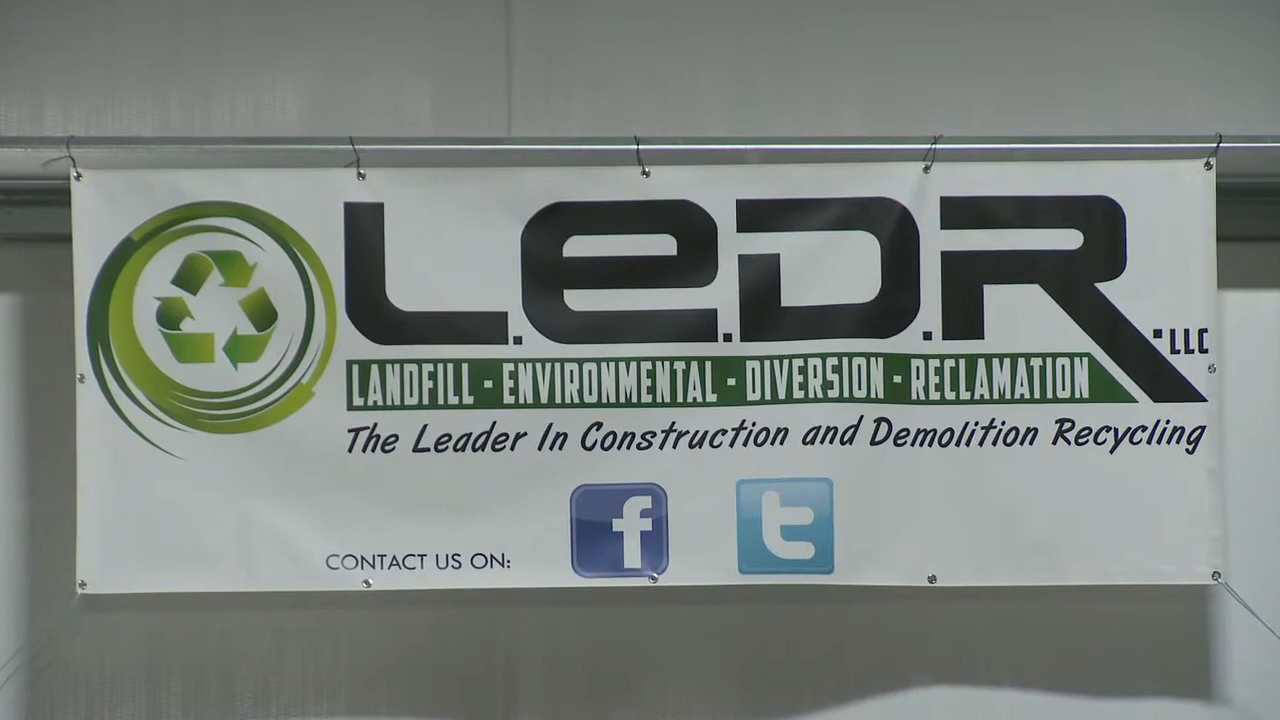 L.e.D.R
LLC
LANDFILL - ENVIRONMENTAL - DIVERSION - RECLAMATION
The Leader In Construction and Demolition Recycling
CONTACT US ON:
f
t